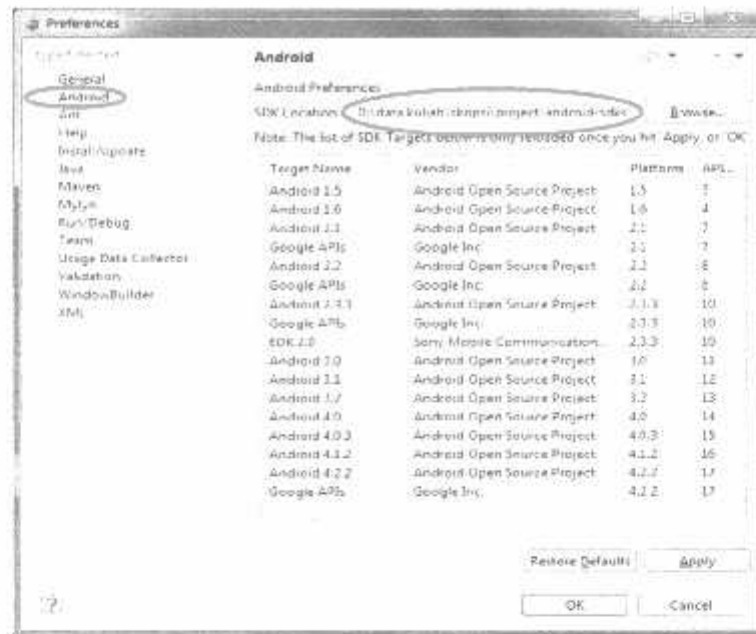 Preferences
General
Android
Ant
Help
Install/Update
Java
Maven
Mylyn
Run/Debug
Team
Usage Data Collector
Validation
WindowBuilder
XML
Android
Android Preferences
SDK Location: D:\data kuliah\skripsi\project\android-sdks Browse...
Note: The list of SDK Targets below is only reloaded once you hit 'Apply' or 'OK'
Target Name Vendor Platform API...
Android 1.5 Android Open Source Project 1.5 3
Android 1.6 Android Open Source Project 1.6 4
Android 2.1 Android Open Source Project 2.1 7
Google APIs Google Inc. 2.1 7
Android 2.2 Android Open Source Project 2.2 8
Google APIs Google Inc. 2.2 8
Android 2.3.3 Android Open Source Project 2.3.3 10
Google APIs Google Inc. 2.3.3 10
EDK 2.0 Sony Mobile Communication... 2.3.3 10
Android 3.0 Android Open Source Project 3.0 11
Android 3.1 Android Open Source Project 3.1 12
Android 3.2 Android Open Source Project 3.2 13
Android 4.0 Android Open Source Project 4.0 14
Android 4.0.3 Android Open Source Project 4.0.3 15
Android 4.1.2 Android Open Source Project 4.1.2 16
Android 4.2.2 Android Open Source Project 4.2.2 17
Google APIs Google Inc. 4.2.2 17
Restore Defaults Apply
OK Cancel